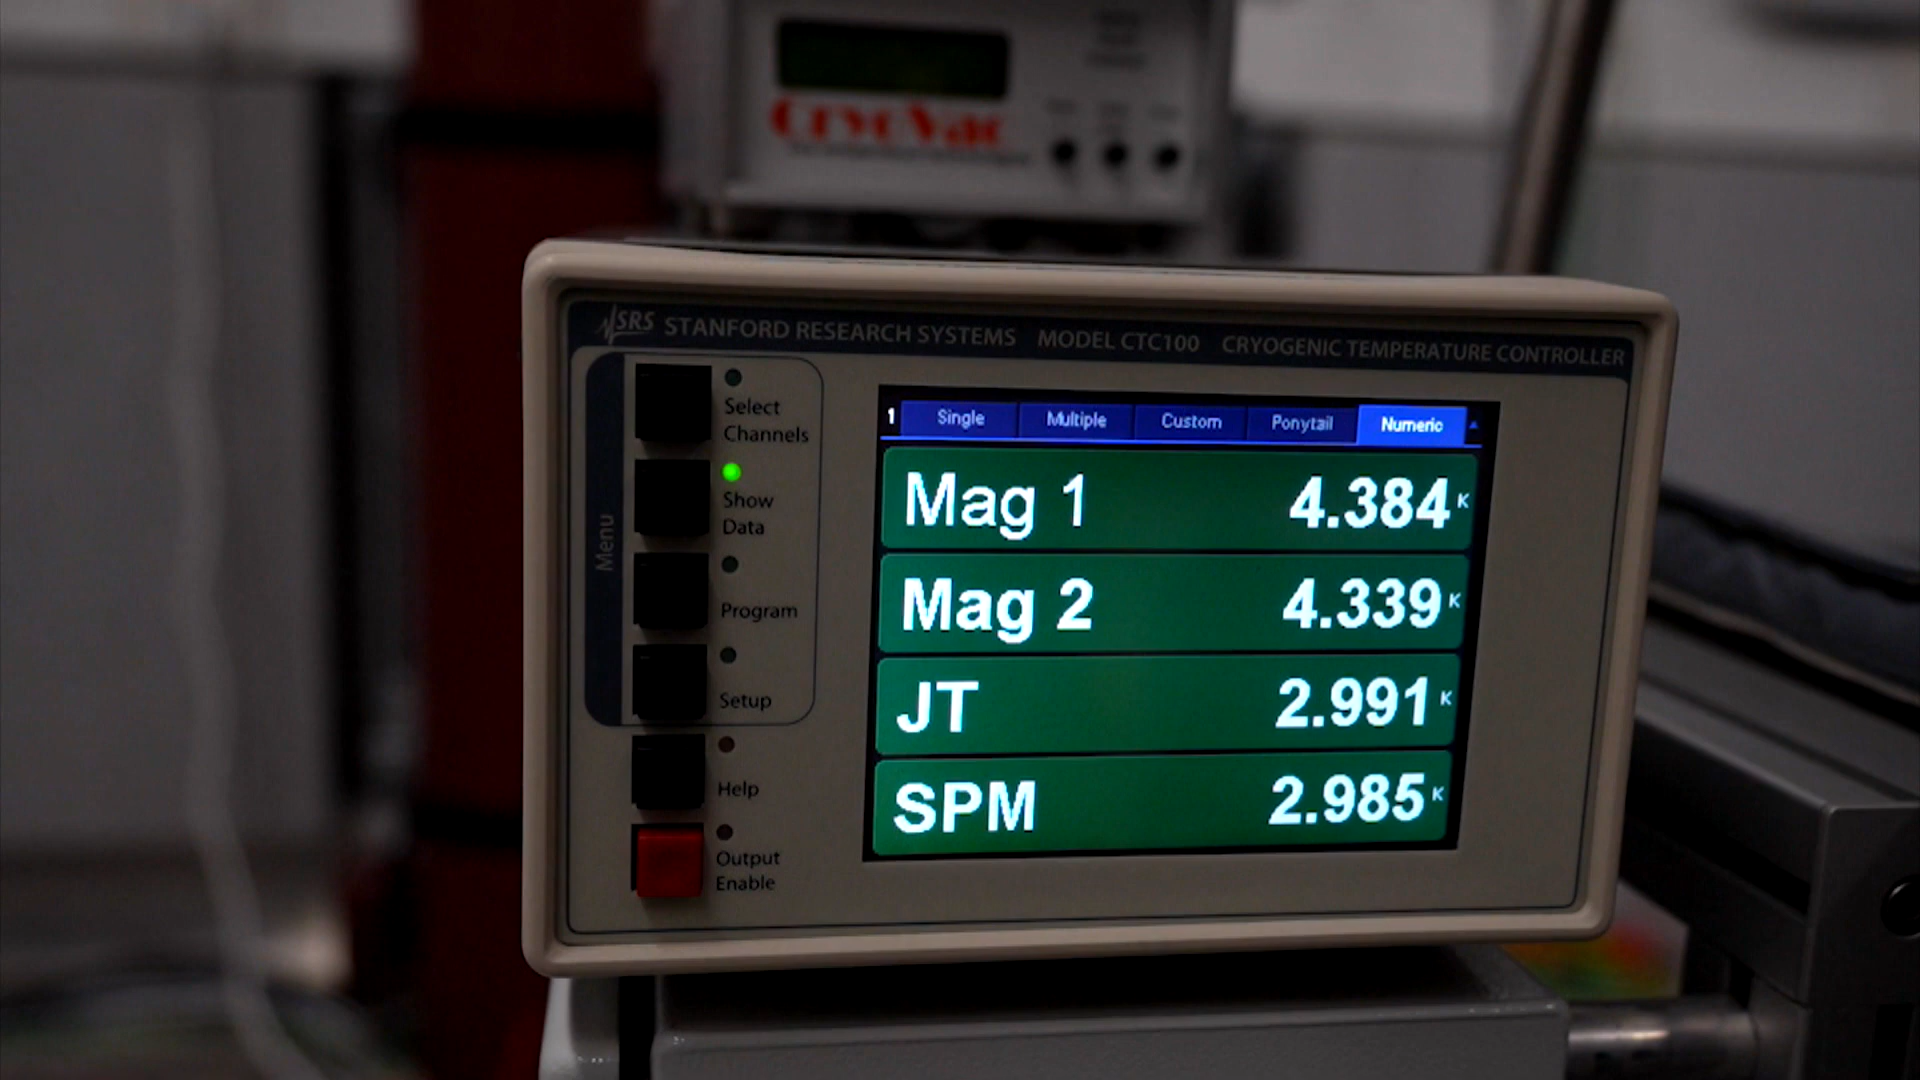 CryoVac
SRS STANFORD RESEARCH SYSTEMS MODEL CTC100 CRYOGENIC TEMPERATURE CONTROLLER
Menu
Select
Channels
Show
Data
Program
Setup
Help
Output
Enable
1 Single Multiple Custom Ponytail Numeric
Mag 1 4.384 K
Mag 2 4.339 K
JT 2.991 K
SPM 2.985 K